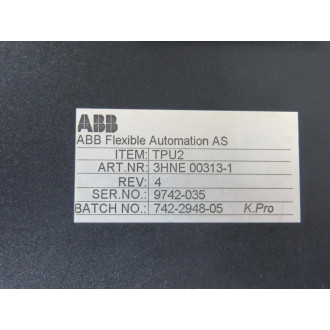 ABB
ABB Flexible Automation AS
ITEM: TPU2
ART.NR: 3HNE 00313-1
REV: 4
SER.NO.: 9742-035
BATCH NO.: 742-2948-05 K.Pro